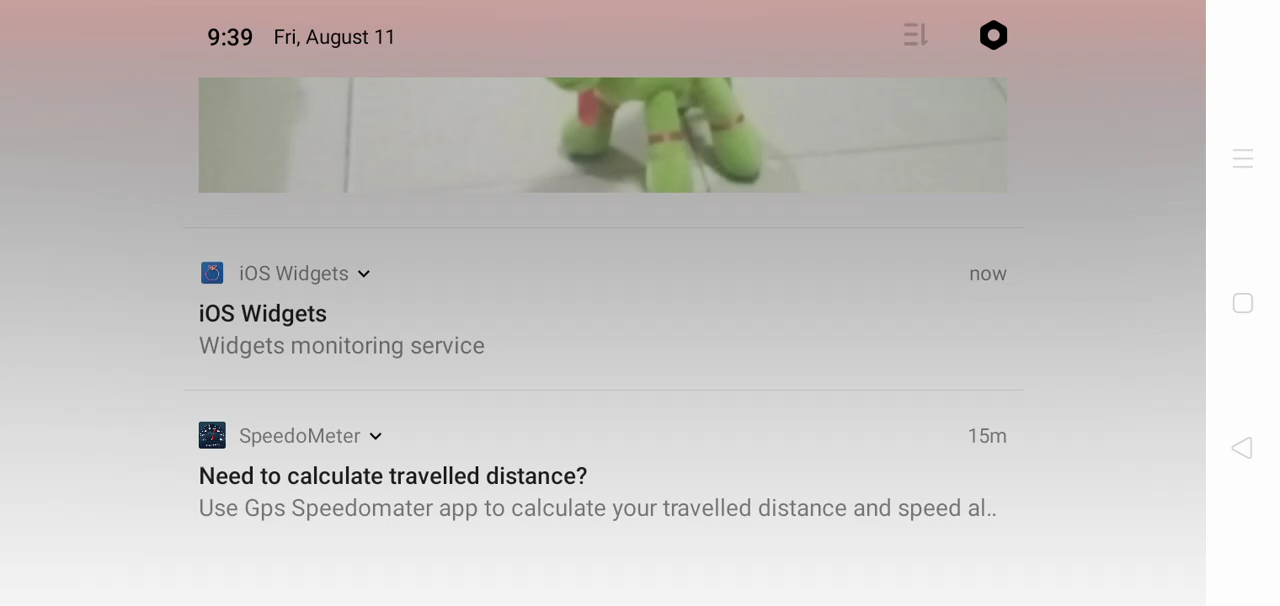 9:39 Fri, August 11
iOS Widgets now
iOS Widgets
Widgets monitoring service
SpeedoMeter 15m
Need to calculate travelled distance?
Use Gps Speedomater app to calculate your travelled distance and speed al..